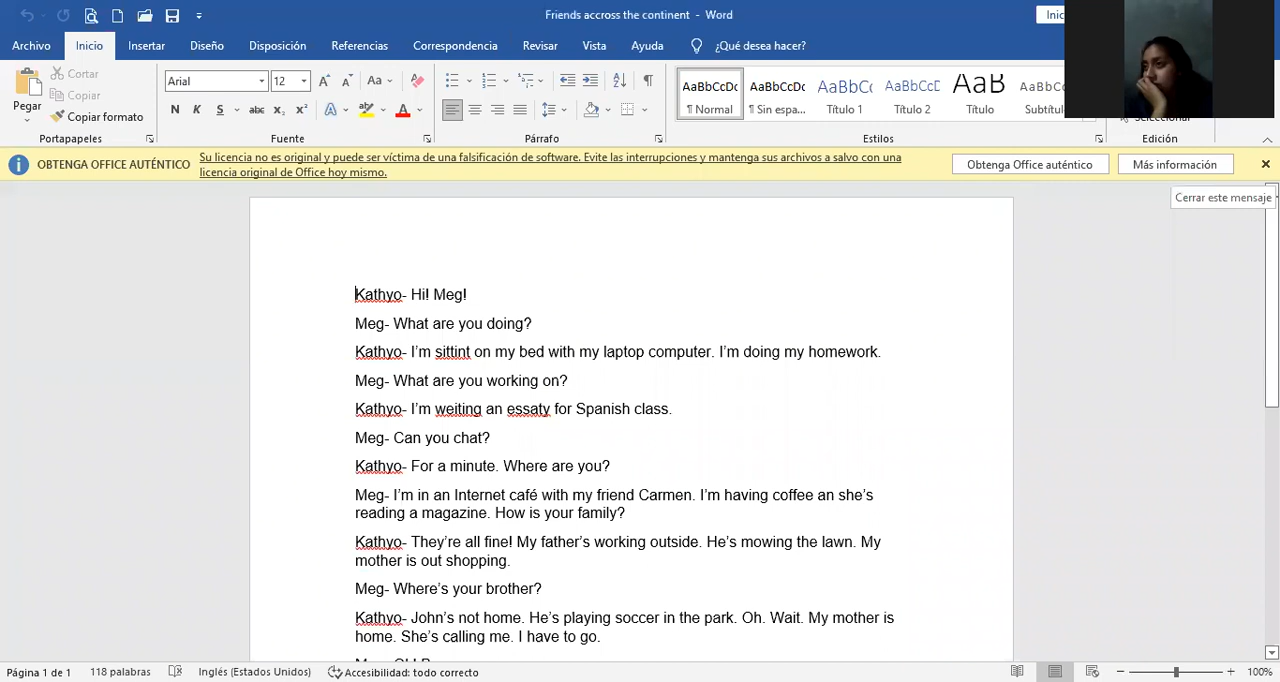 Friends accross the continent - Word
Inic
Archivo Inicio Insertar Diseño Disposición Referencias Correspondencia Revisar Vista Ayuda ¿Qué desea hacer?
Pegar
Cortar
Copiar
Copiar formato
Portapapeles
Arial 12
N K S abc x₂ x²
Aa
A
Fuente
Párrafo
AaBbCcDc AaBbCcDc AaBbCc AaBbCcD AaB AaBbCc
¶ Normal ¶ Sin espa... Título 1 Título 2 Título Subtítu
Estilos
Edición
OBTENGA OFFICE AUTÉNTICO
Su licencia no es original y puede ser víctima de una falsificación de software. Evite las interrupciones y mantenga sus archivos a salvo con una
licencia original de Office hoy mismo.
Obtenga Office auténtico
Más información
Cerrar este mensaje
Kathyo- Hi! Meg!
Meg- What are you doing?
Kathyo- I'm sittint on my bed with my laptop computer. I'm doing my homework.
Meg- What are you working on?
Kathyo- I'm weiting an essaty for Spanish class.
Meg- Can you chat?
Kathyo- For a minute. Where are you?
Meg- I'm in an Internet café with my friend Carmen. I'm having coffee an she's
reading a magazine. How is your family?
Kathyo- They're all fine! My father's working outside. He's mowing the lawn. My
mother is out shopping.
Meg- Where's your brother?
Kathyo- John's not home. He's playing soccer in the park. Oh. Wait. My mother is
home. She's calling me. I have to go.
Página 1 de 1 118 palabras Inglés (Estados Unidos) Accesibilidad: todo correcto 100%